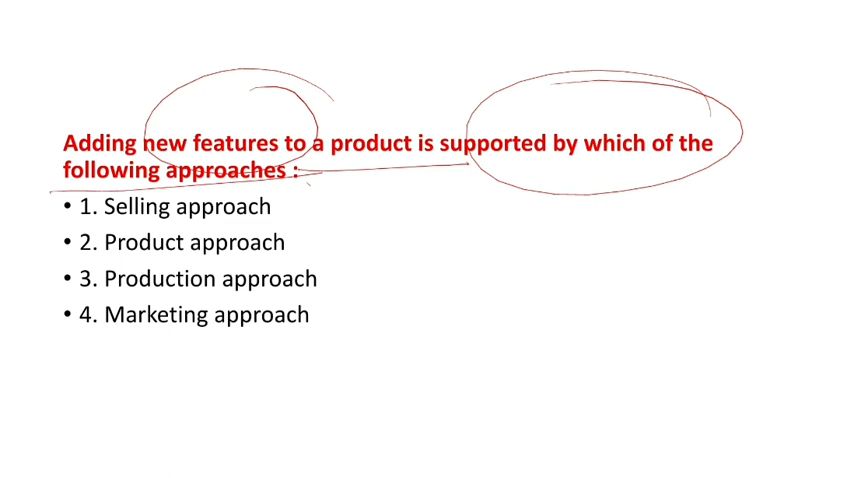 Adding new features to a product is supported by which of the
following approaches :
• 1. Selling approach
• 2. Product approach
• 3. Production approach
• 4. Marketing approach